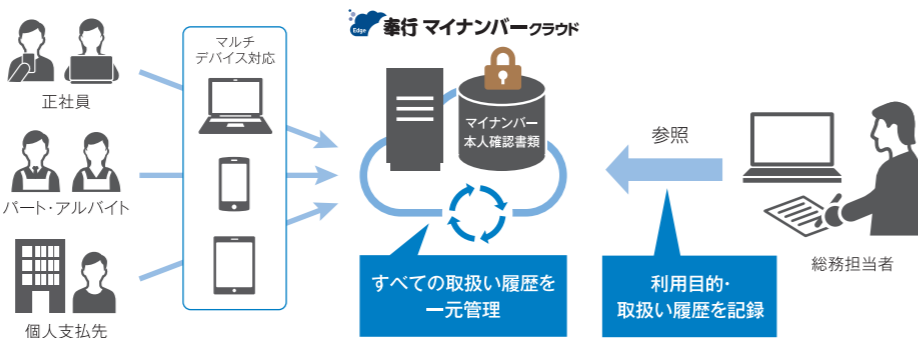 Edge 奉行 マイナンバークラウド
マルチ
デバイス対応
正社員
パート・アルバイト
個人支払先
マイナンバー
本人確認書類
すべての取扱い履歴を
一元管理
参照
利用目的・
取扱い履歴を記録
総務担当者